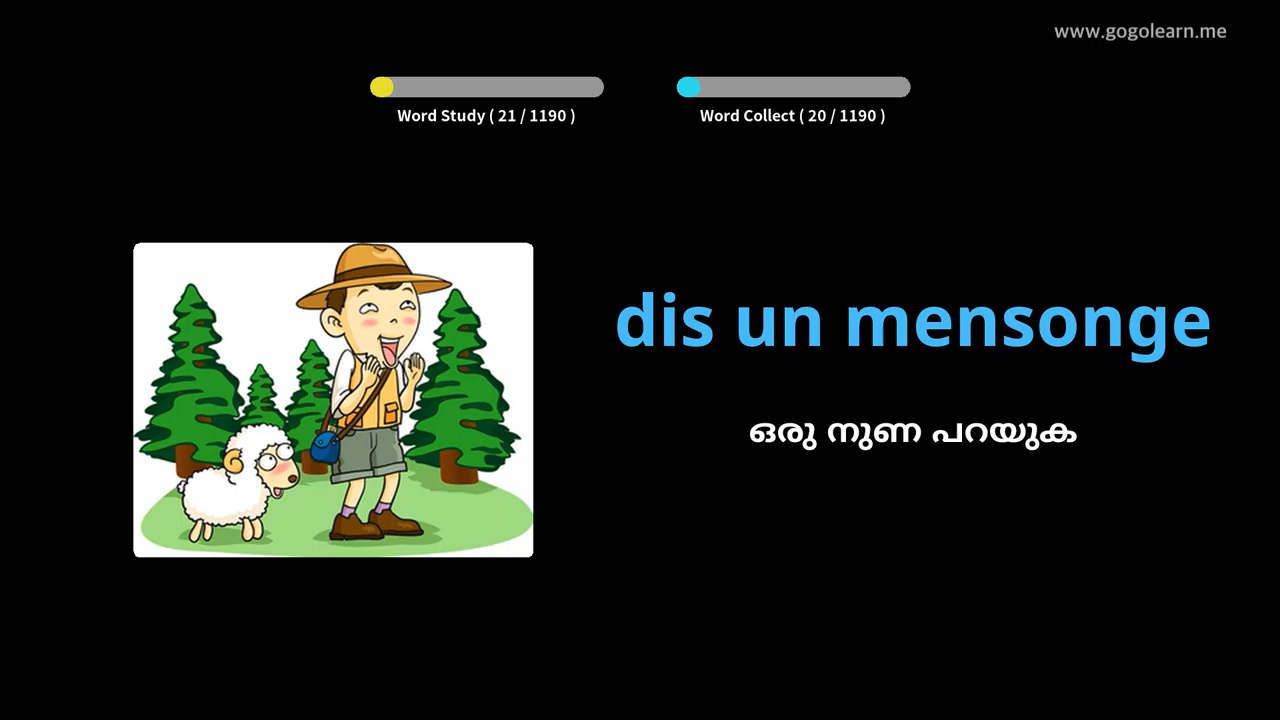 www.gogolearn.me
Word Study ( 21 / 1190 )
Word Collect ( 20 / 1190 )
dis un mensonge
ഒരു നുണ പറയുക